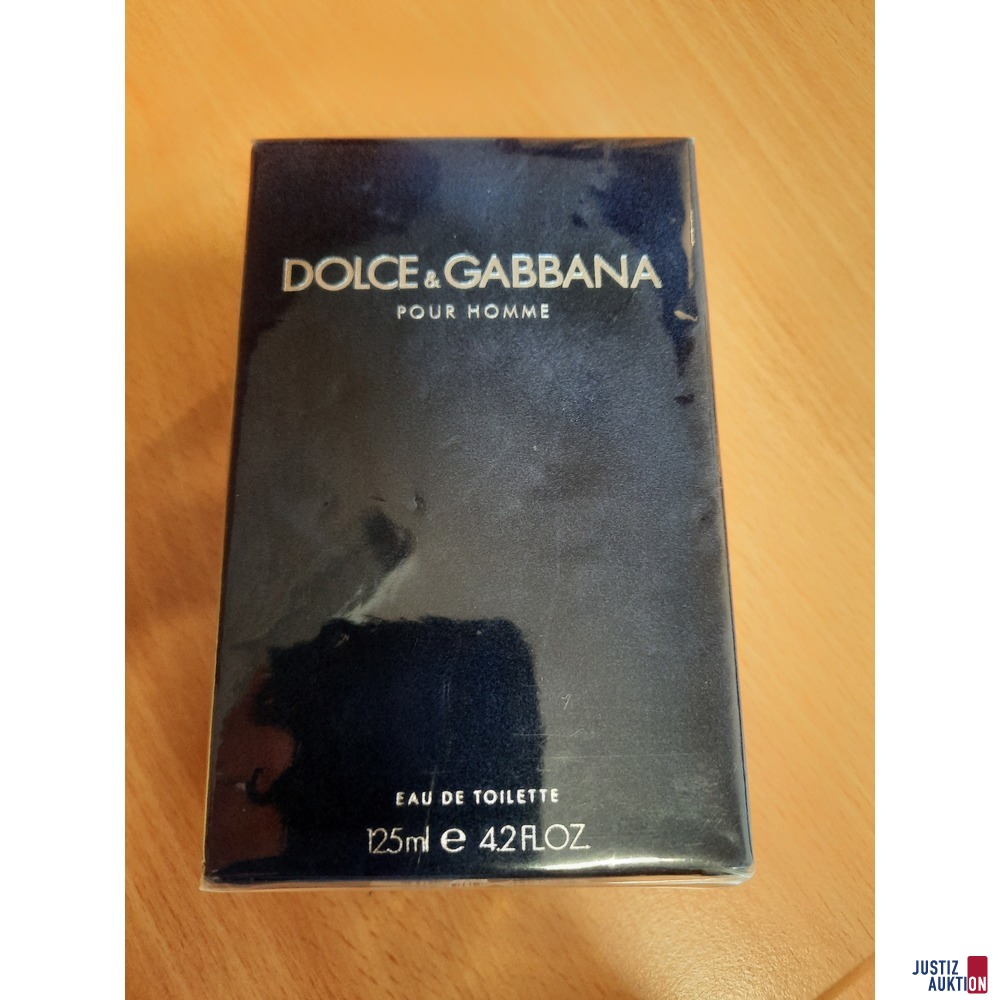 DOLCE & GABBANA
POUR HOMME
EAU DE TOILETTE
125ml e 4.2 FL.OZ.
JUSTIZ
AUKTION